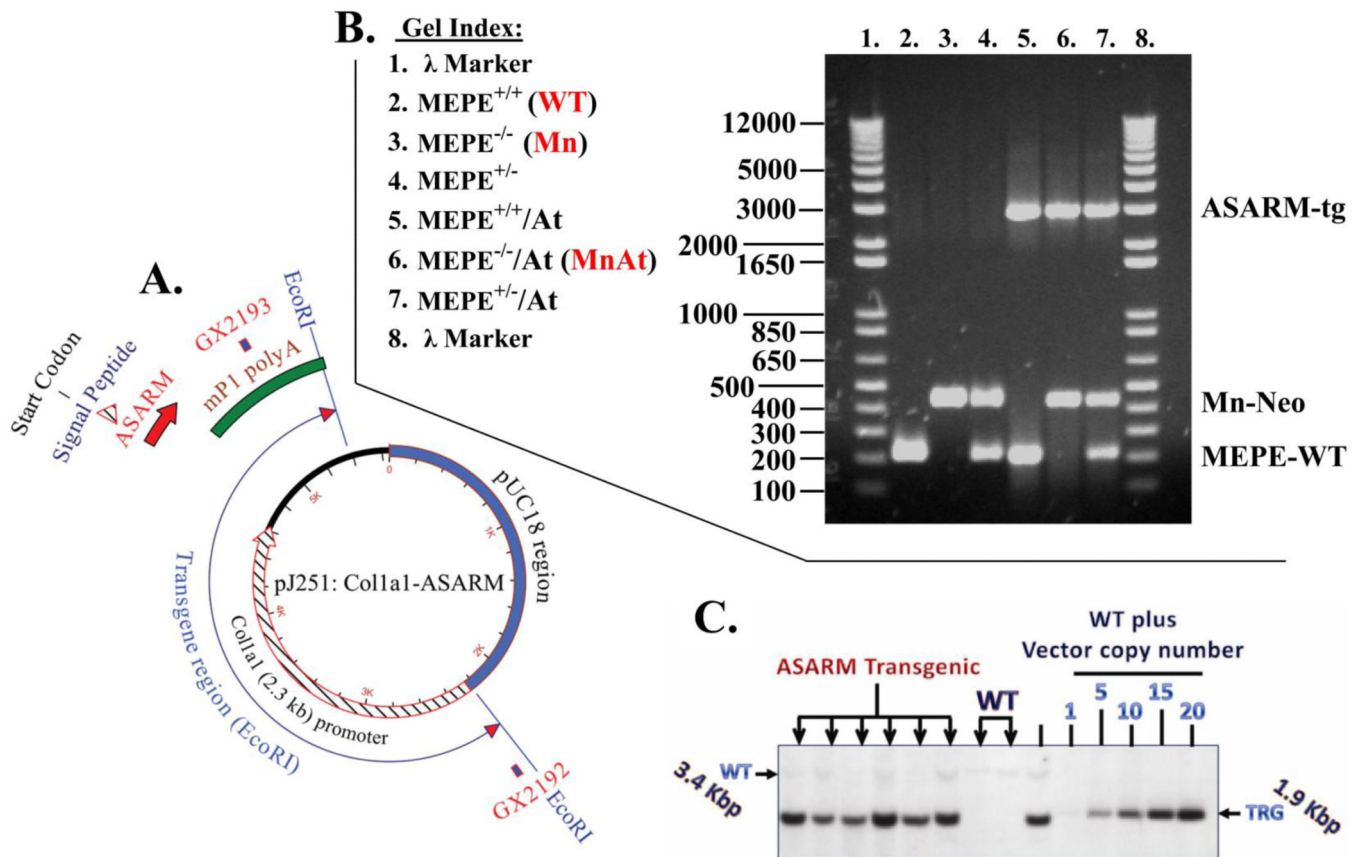 B.
Gel Index:
1. λ Marker
2. MEPE+/+ (WT)
3. MEPE-/- (Mn)
4. MEPE+/-
5. MEPE+/+/At
6. MEPE-/-/At (MnAt)
7. MEPE+/-/At
8. λ Marker
1. 2. 3. 4. 5. 6. 7. 8.
12000
5000
3000
2000
1650
1000
850
650
500
400
300
200
100
ASARM-tg
Mn-Neo
MEPE-WT
A.
Start Codon
Signal Peptide
ASARM
GX2193
mP1 polyA
EcoRI
0
1K
2K
3K
4K
5K
pUC18 region
pJ251: Col1a1-ASARM
Col1a1 (2.3 kb) promoter
Transgene region (EcoRI)
GX2192
EcoRI
C.
ASARM Transgenic
WT
WT plus
Vector copy number
1 5 10 15 20
WT
3.4 Kbp
1.9 Kbp
TRG